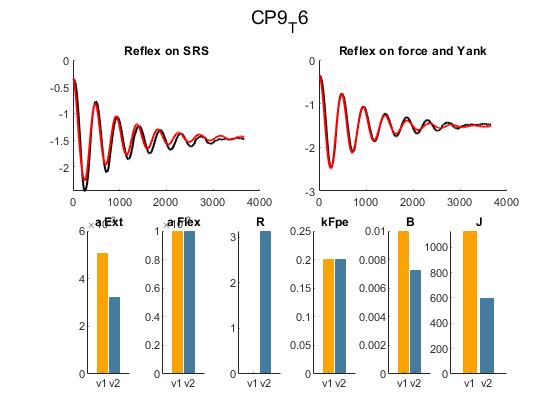 CP9_T6
Reflex on SRS
Reflex on force and Yank
0
-0.5
-1
-1.5
-2
0 1000 2000 3000 4000
0
-1
-2
-3
0 1000 2000 3000 4000
a Ext
a Flex
R
kFpe
B
J
6
4
2
0
v1 v2
1
0.8
0.6
0.4
0.2
0
v1 v2
3
2
1
0
v1 v2
0.25
0.2
0.15
0.1
0.05
0
v1 v2
0.01
0.008
0.006
0.004
0.002
0
v1 v2
1000
800
600
400
200
0
v1 v2